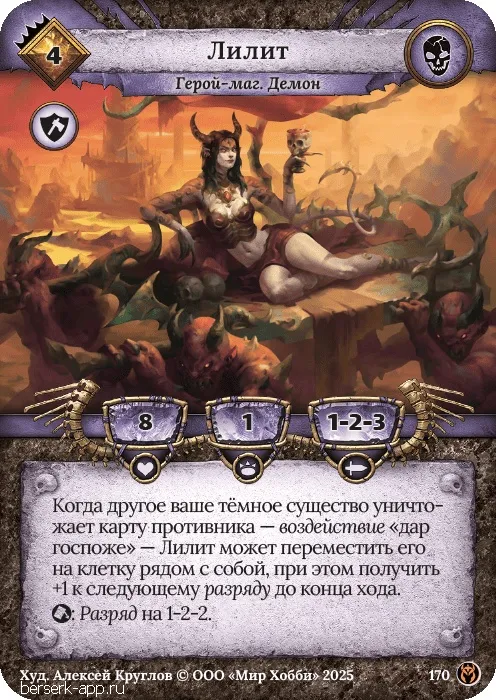 4
Лилит
Герой-маг. Демон
8
1
1-2-3
Когда другое ваше тёмное существо уничто-
жает карту противника — воздействие «дар
госпоже» — Лилит может переместить его
на клетку рядом с собой, при этом получить
+1 к следующему разряду до конца хода.
: Разряд на 1-2-2.
Худ. Алексей Круглов © ООО «Мир Хобби» 2025
170
berserk-app.ru